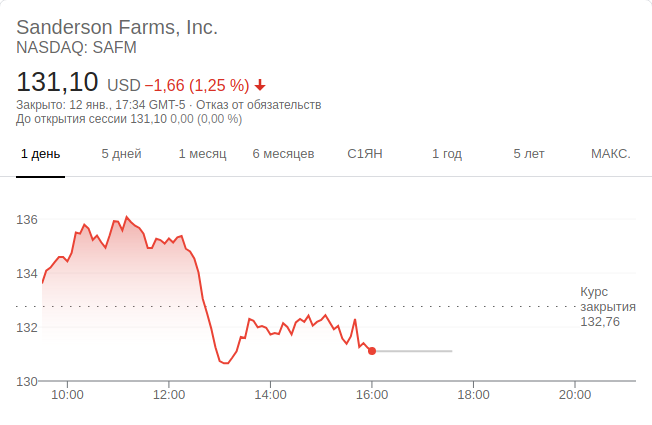 Sanderson Farms, Inc.
NASDAQ: SAFM
131,10 USD −1,66 (1,25 %)
Закрыто: 12 янв., 17:34 GMT-5 · Отказ от обязательств
До открытия сессии 131,10 0,00 (0,00 %)
1 день 5 дней 1 месяц 6 месяцев С1ЯН 1 год 5 лет МАКС.
136
134
Курс
закрытия
132,76
132
130
10:00 12:00 14:00 16:00 18:00 20:00